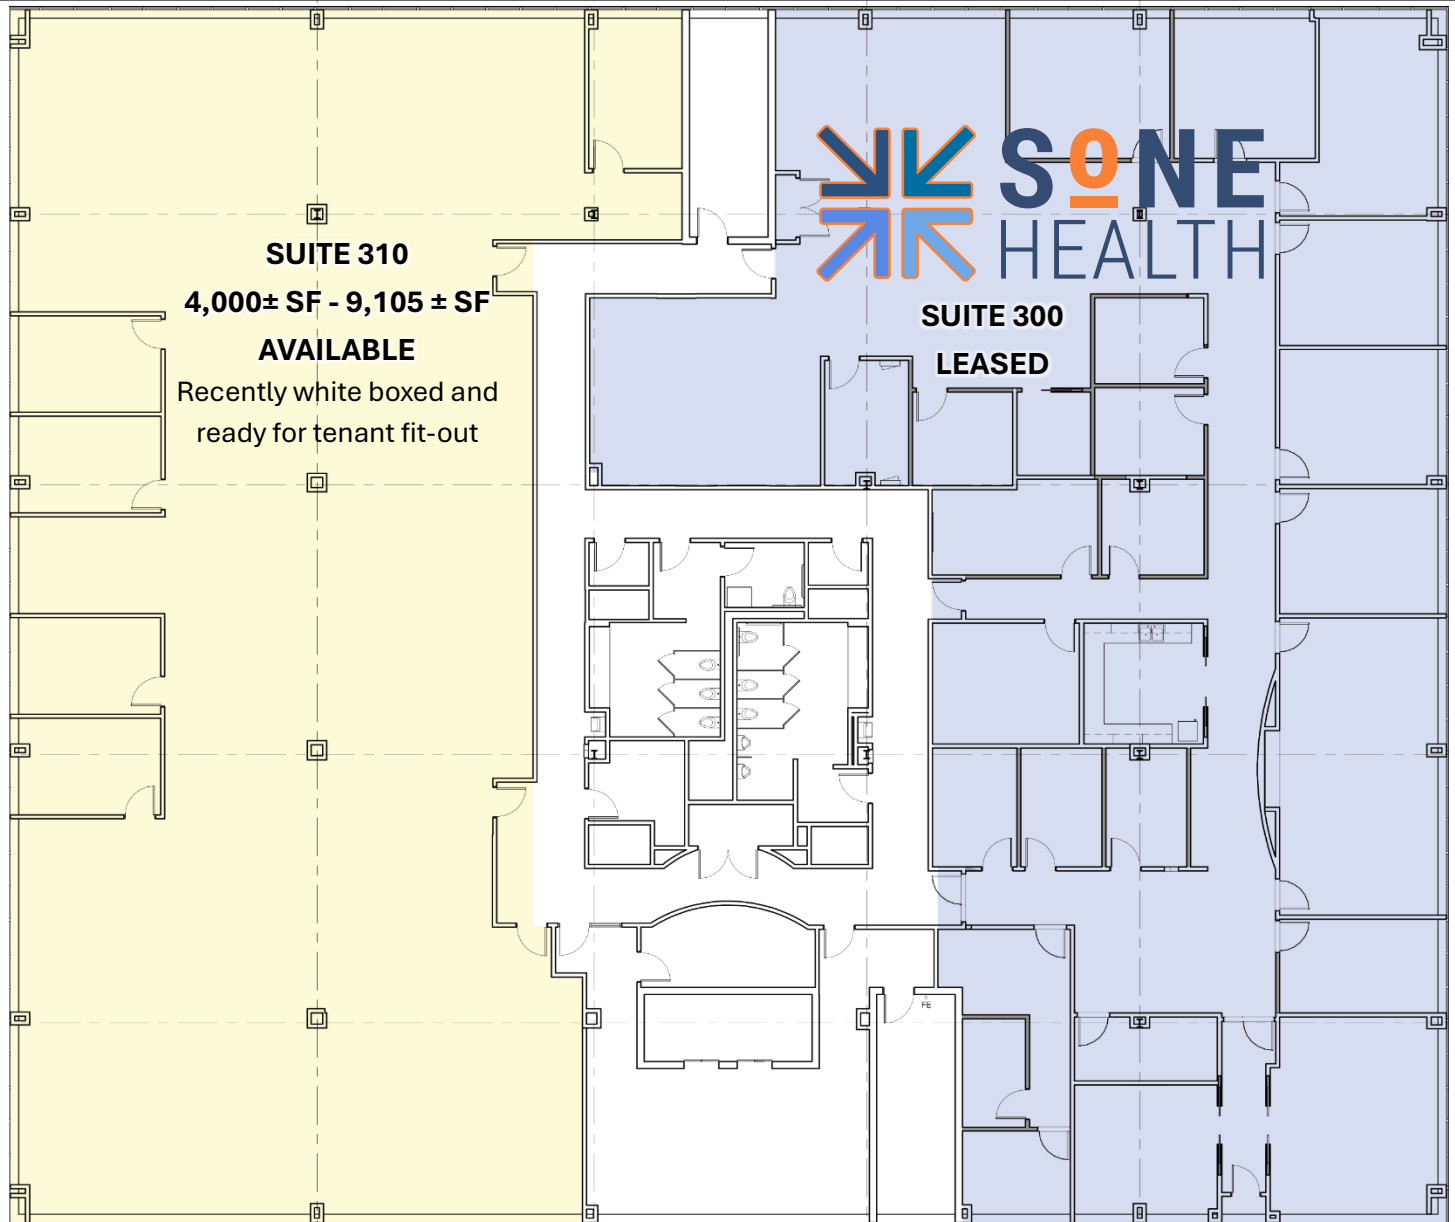 SONE
HEALTH
SUITE 310
4,000± SF - 9,105 ± SF
AVAILABLE
Recently white boxed and
ready for tenant fit-out
SUITE 300
LEASED
FE